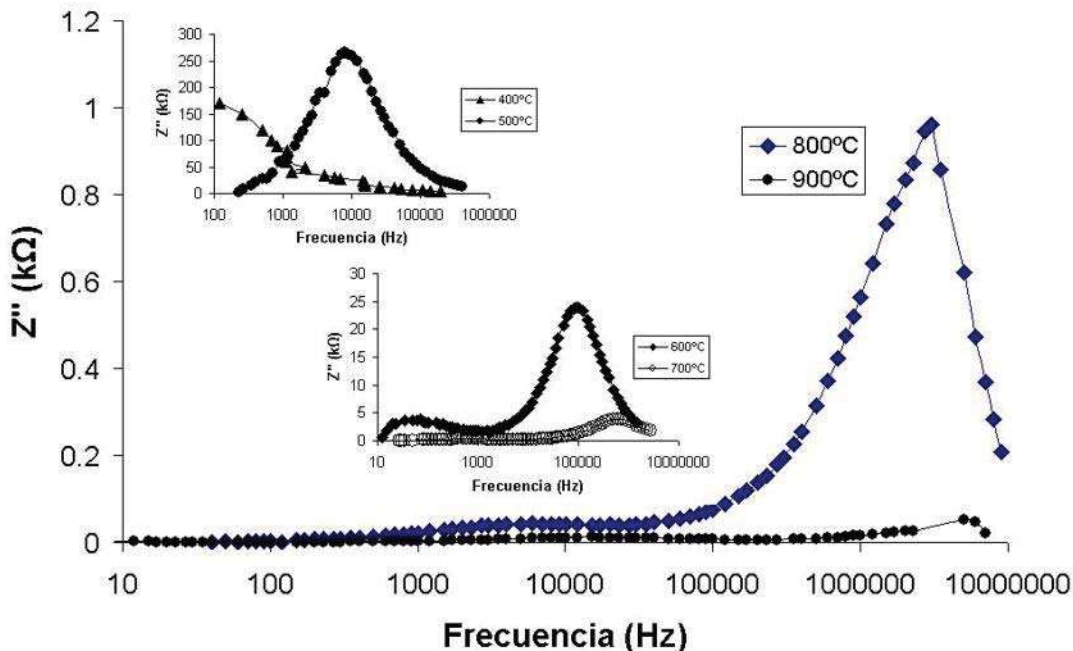 1.2
1
0.8
0.6
0.4
0.2
0
Z'' (kΩ)
10 100 1000 10000 100000 1000000 10000000
Frecuencia (Hz)
800ºC
900ºC
300
250
200
150
100
50
0
Z'' (kΩ)
100 1000 10000 100000 1000000
Frecuencia (Hz)
400ºC
500ºC
30
25
20
15
10
5
0
Z'' (kΩ)
10 1000 100000 10000000
Frecuencia (Hz)
600ºC
700ºC